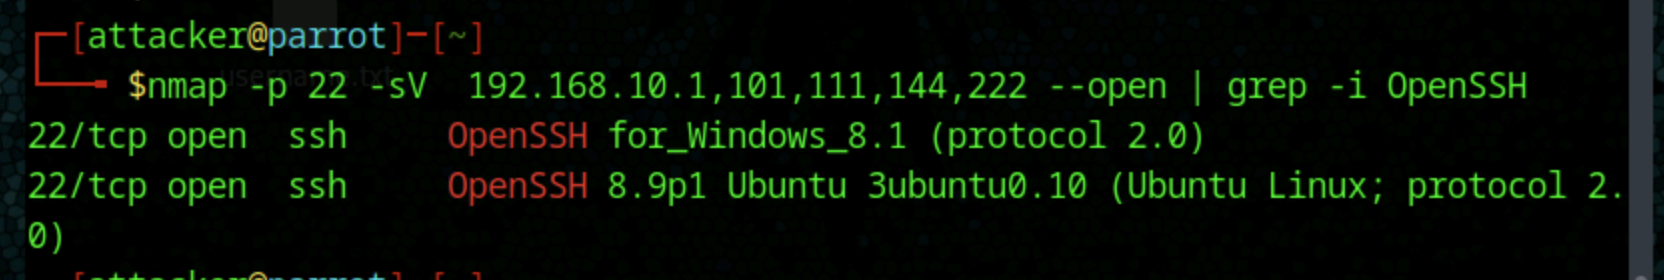 [attacker@parrot]-[~]
$nmap -p 22 -sV  192.168.10.1,101,111,144,222 --open | grep -i OpenSSH
22/tcp open  ssh     OpenSSH for_Windows_8.1 (protocol 2.0)
22/tcp open  ssh     OpenSSH 8.9p1 Ubuntu 3ubuntu0.10 (Ubuntu Linux; protocol 2.
0)
[attacker@parrot]-[~]